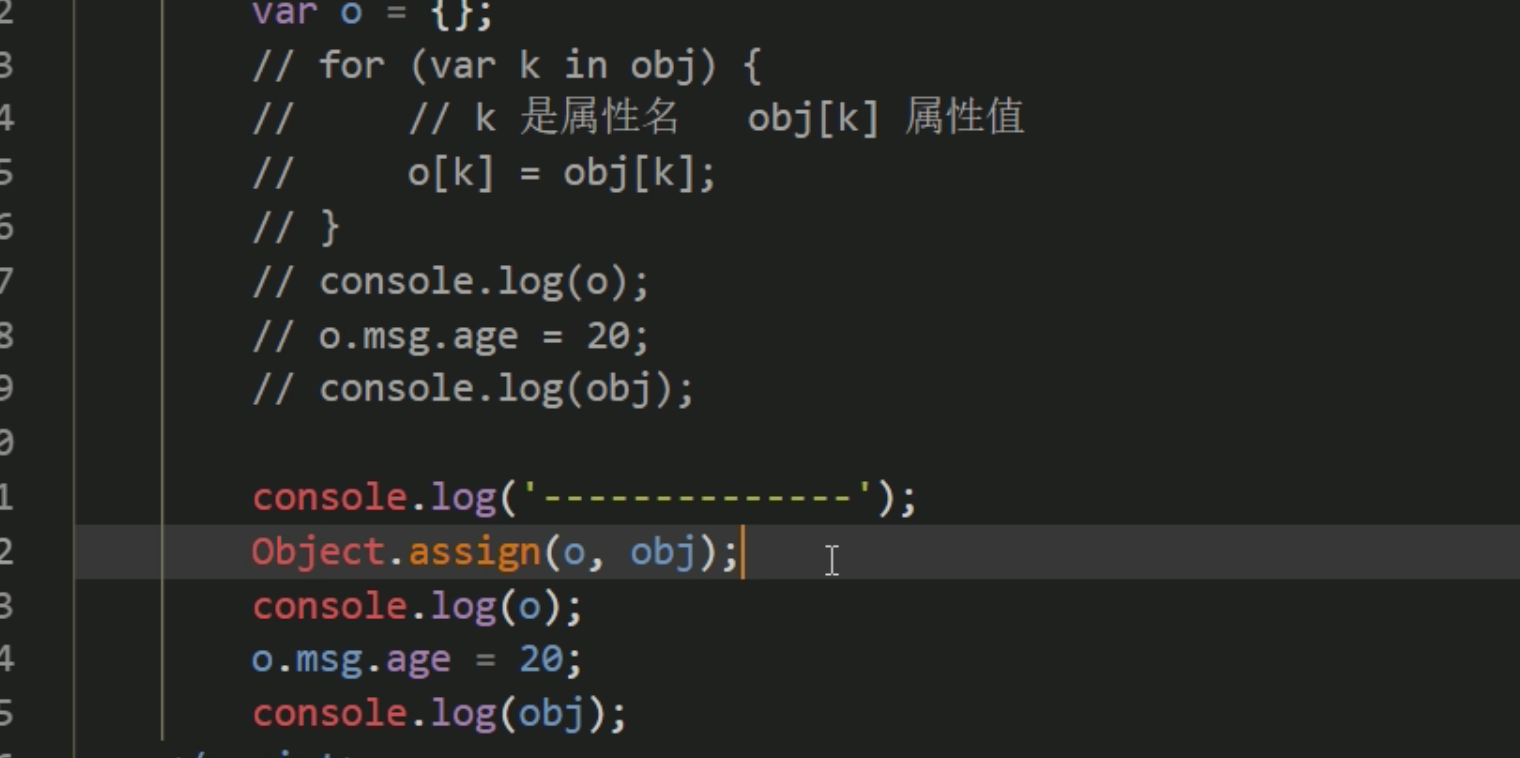 2 var o = {};
3 // for (var k in obj) {
4 //     // k 是属性名   obj[k] 属性值
5 //     o[k] = obj[k];
6 // }
7 // console.log(o);
8 // o.msg.age = 20;
9 // console.log(obj);
0
1 console.log('--------------');
2 Object.assign(o, obj);
3 console.log(o);
4 o.msg.age = 20;
5 console.log(obj);